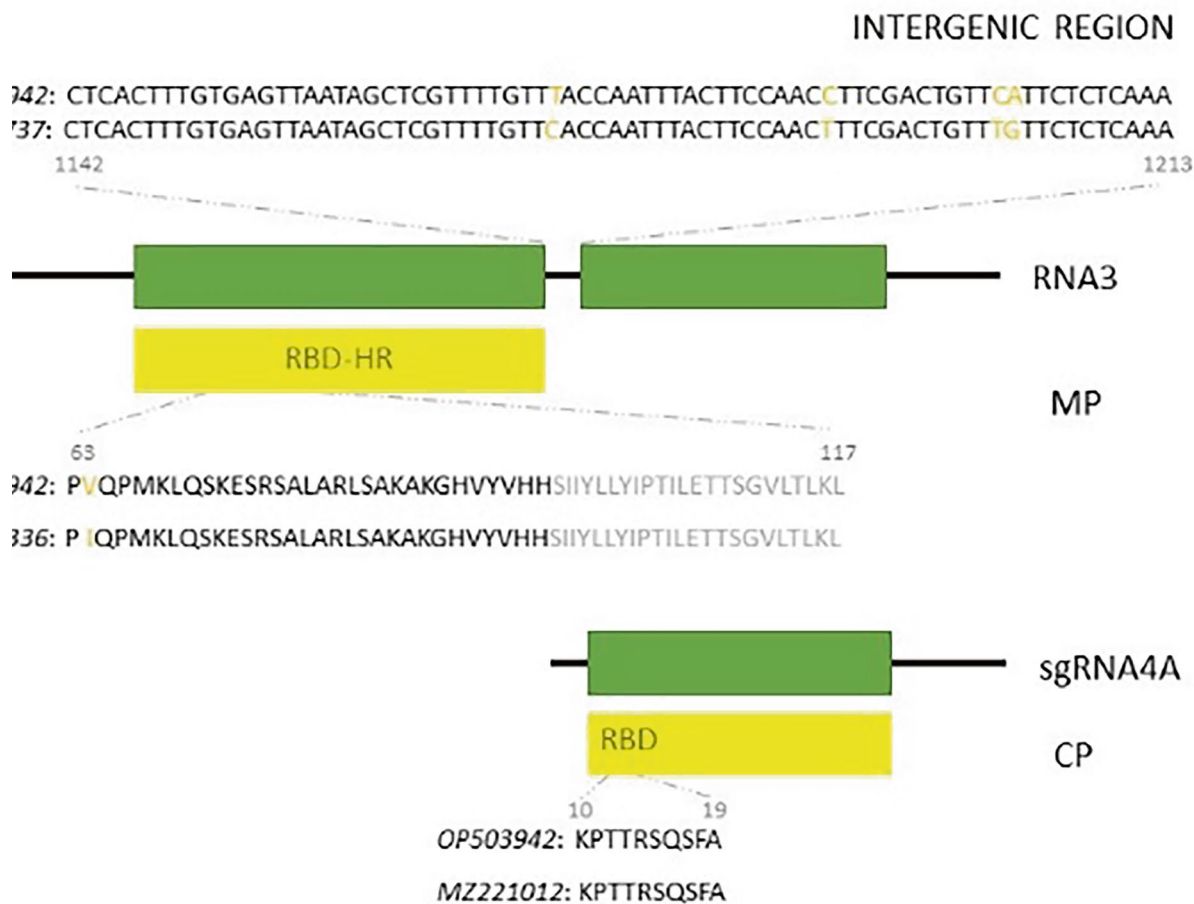 INTERGENIC REGION
942: CTCACTTTGTGAGTTAATAGCTCGTTTTGTTTACCAATTTACTTCCAACCTTCGACTGTTCATTCTCTCAAA
737: CTCACTTTGTGAGTTAATAGCTCGTTTTGTTCACCAATTTACTTCCAACTTTCGACTGTTTGTTCTCTCAAA
1142 1213
RNA3
RBD-HR
MP
63 117
942: PVQPMKLQSKESRSALARLSAKAKGHVYVHHSIIYLLYIPTILETTSGVLTLKL
336: PIQPMKLQSKESRSALARLSAKAKGHVYVHHSIIYLLYIPTILETTSGVLTLKL
sgRNA4A
RBD
CP
10 19
OP503942: KPTTRSQSFA
MZ221012: KPTTRSQSFA